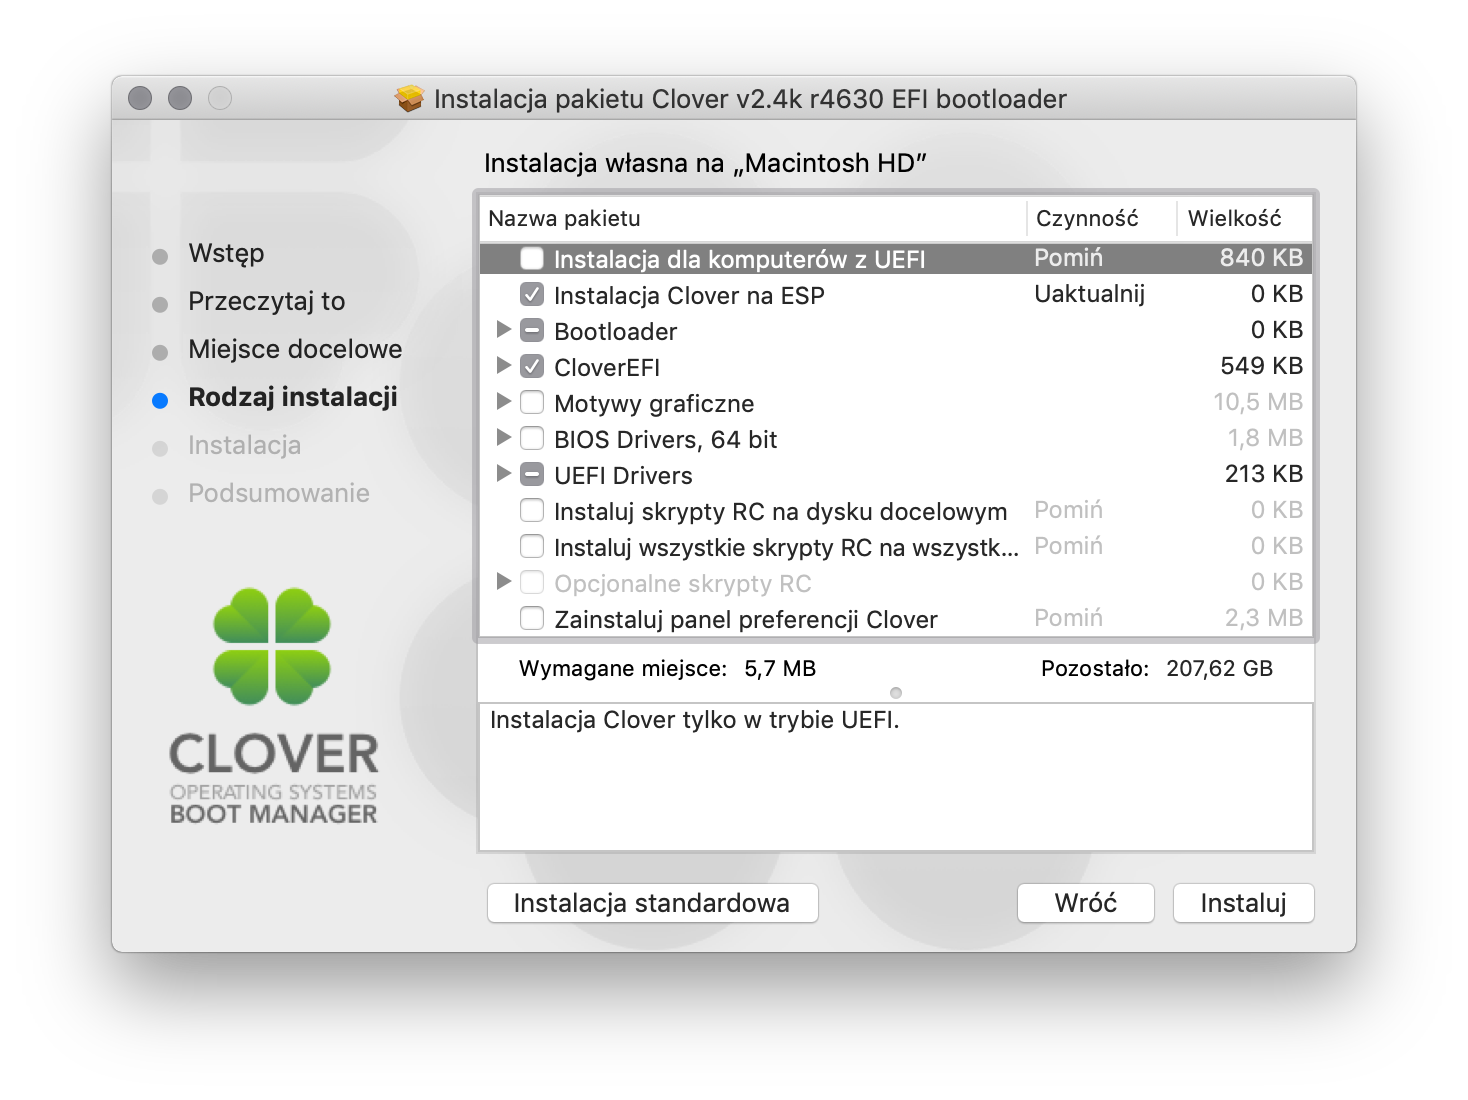 Instalacja pakietu Clover v2.4k r4630 EFI bootloader
Instalacja własna na „Macintosh HD”
Wstęp
Przeczytaj to
Miejsce docelowe
Rodzaj instalacji
Instalacja
Podsumowanie
CLOVER
OPERATING SYSTEMS
BOOT MANAGER
Nazwa pakietu Czynność Wielkość
Instalacja dla komputerów z UEFI Pomiń 840 KB
Instalacja Clover na ESP Uaktualnij 0 KB
Bootloader 0 KB
CloverEFI 549 KB
Motywy graficzne 10,5 MB
BIOS Drivers, 64 bit 1,8 MB
UEFI Drivers 213 KB
Instaluj skrypty RC na dysku docelowym Pomiń 0 KB
Instaluj wszystkie skrypty RC na wszystk... Pomiń 0 KB
Opcjonalne skrypty RC 0 KB
Zainstaluj panel preferencji Clover Pomiń 2,3 MB
Wymagane miejsce: 5,7 MB Pozostało: 207,62 GB
Instalacja Clover tylko w trybie UEFI.
Instalacja standardowa Wróć Instaluj